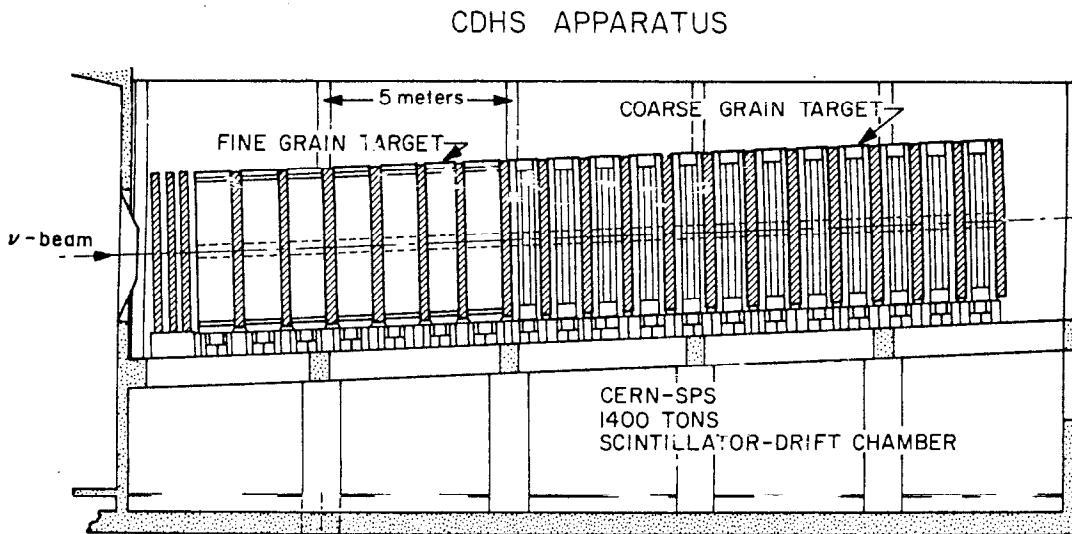 CDHS APPARATUS
5 meters
COARSE GRAIN TARGET
FINE GRAIN TARGET
ν-beam
CERN-SPS
1400 TONS
SCINTILLATOR-DRIFT CHAMBER